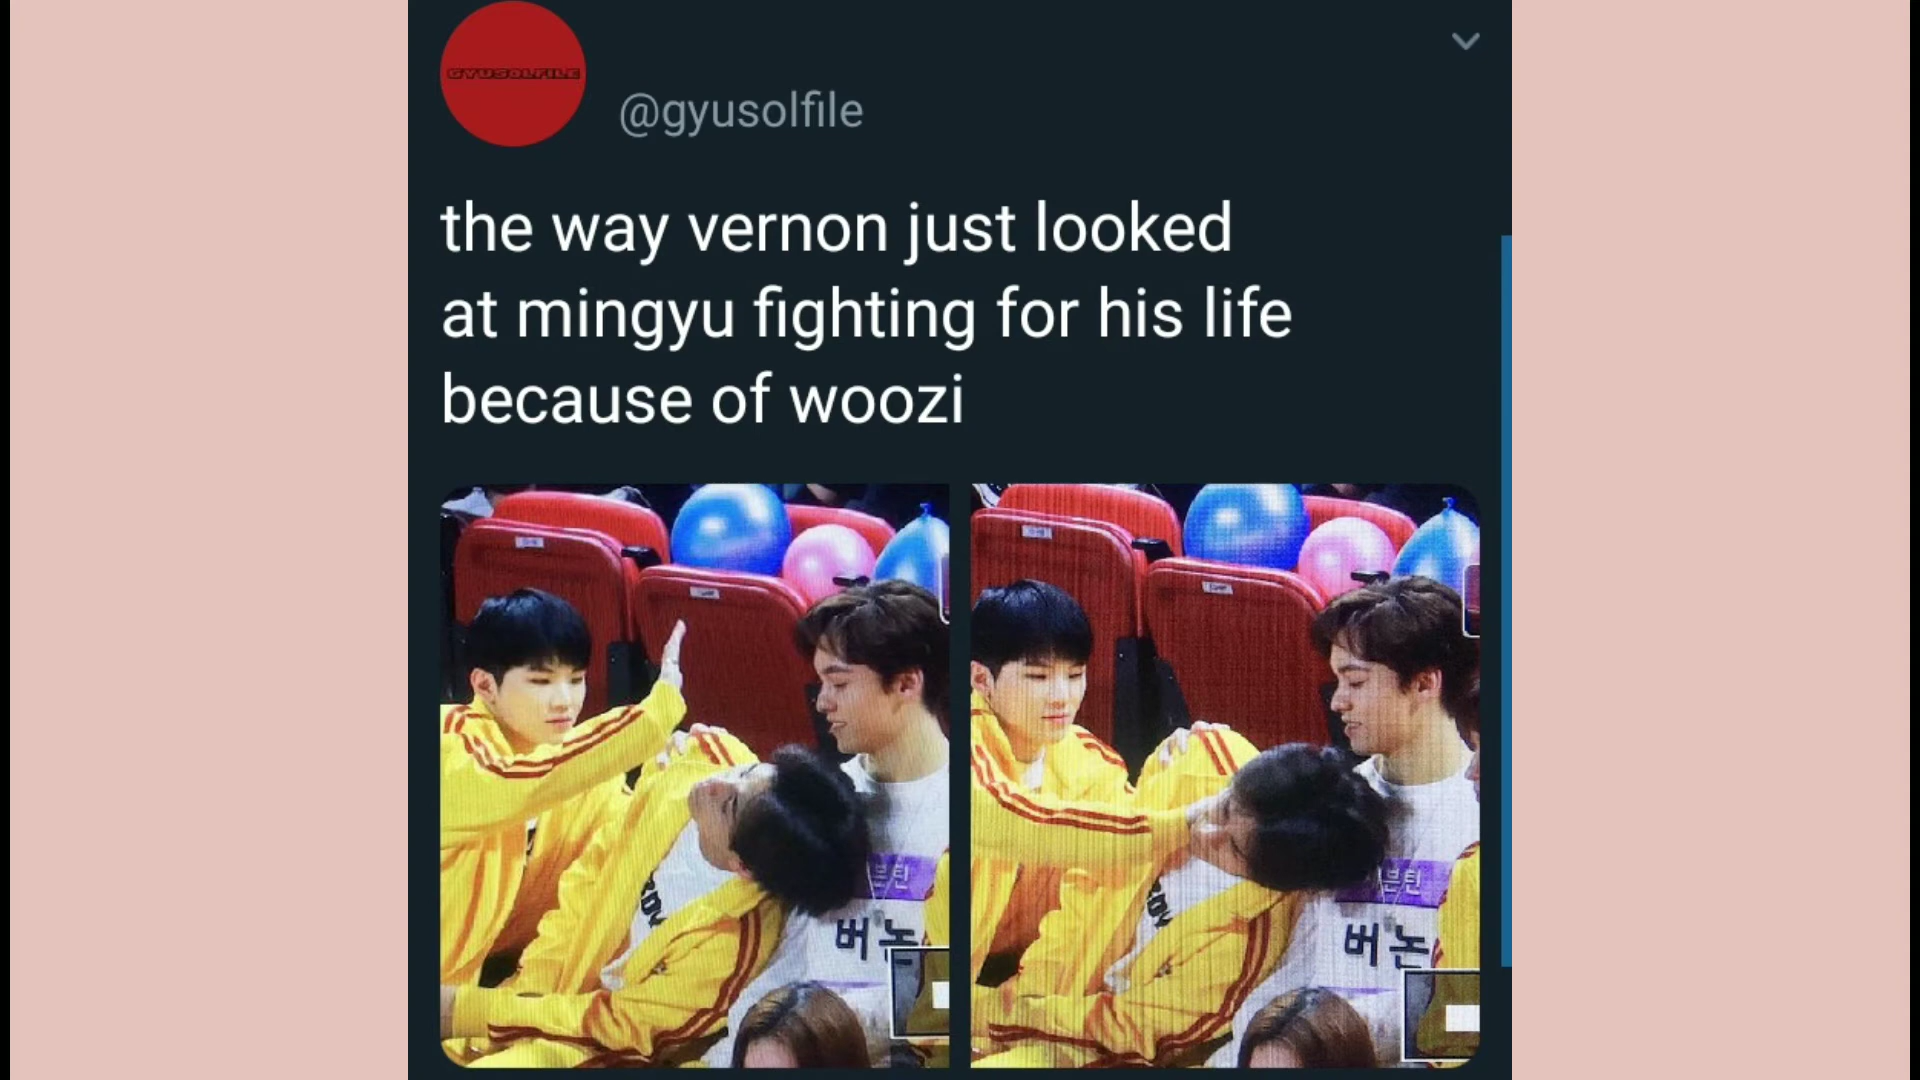 GYUSOLFILE
@gyusolfile
the way vernon just looked
at mingyu fighting for his life
because of woozi
버논
버논